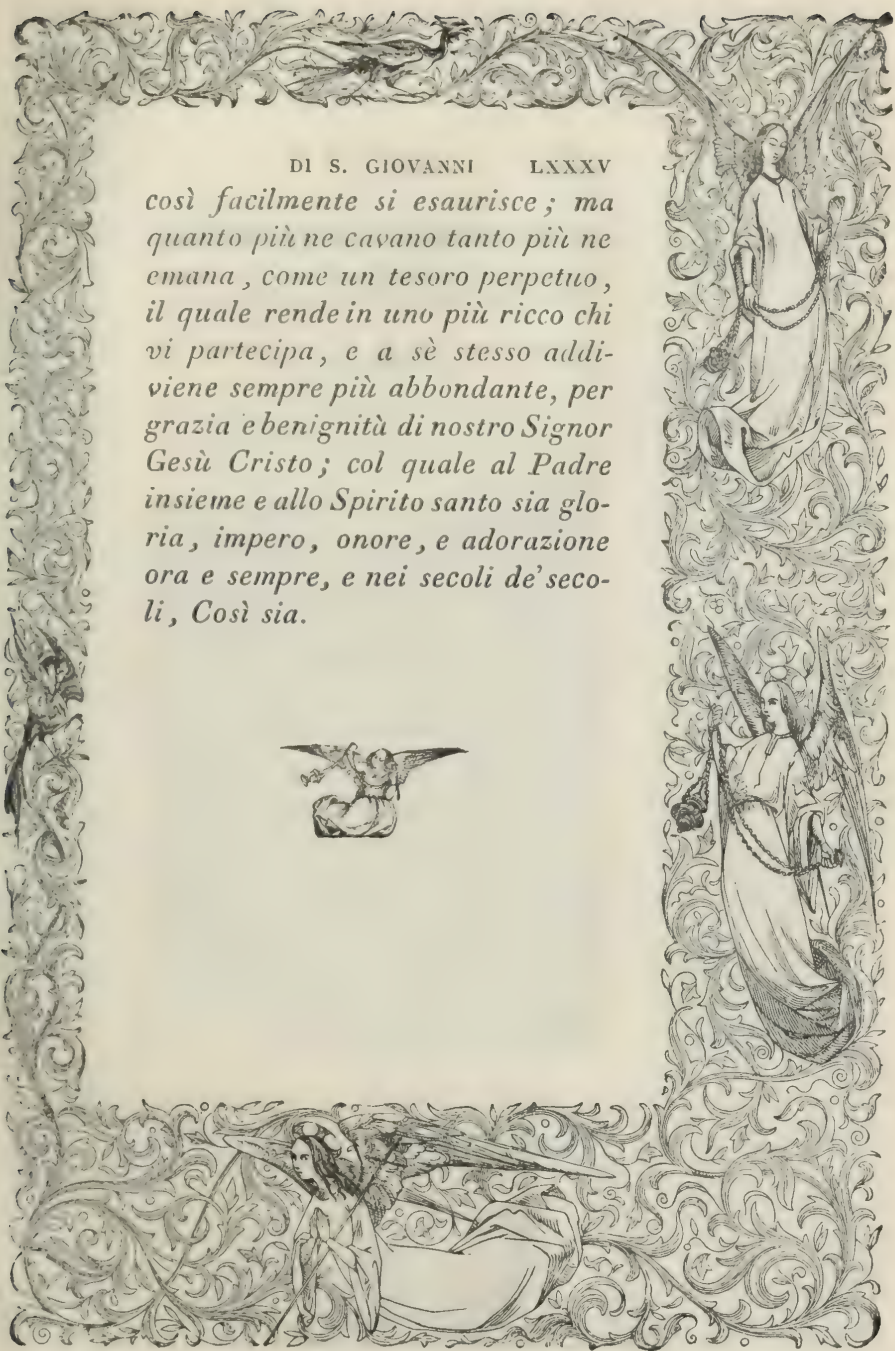 DI S. GIOVANNI LXXXV
così facilmente si esaurisce; ma
quanto più ne cavano tanto più ne
emana, come un tesoro perpetuo,
il quale rende in uno più ricco chi
vi partecipa, e a sè stesso addi-
viene sempre più abbondante, per
grazia e benignità di nostro Signor
Gesù Cristo; col quale al Padre
insieme e allo Spirito santo sia glo-
ria, impero, onore, e adorazione
ora e sempre, e nei secoli de' seco-
li, Così sia.